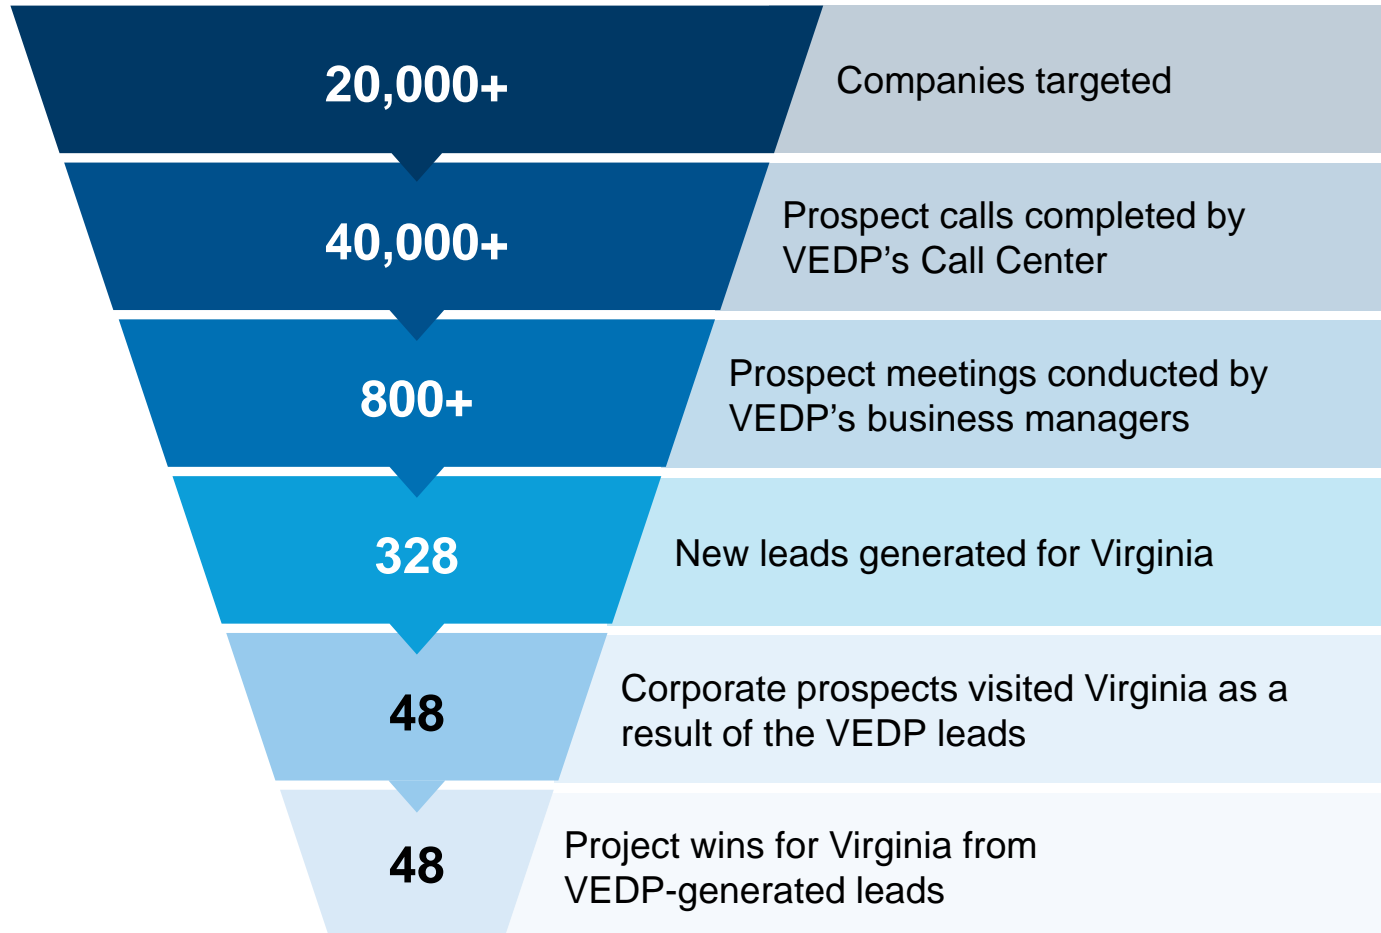 20,000+
Companies targeted
40,000+
Prospect calls completed by
VEDP’s Call Center
800+
Prospect meetings conducted by
VEDP’s business managers
328
New leads generated for Virginia
48
Corporate prospects visited Virginia as a
result of the VEDP leads
48
Project wins for Virginia from
VEDP-generated leads